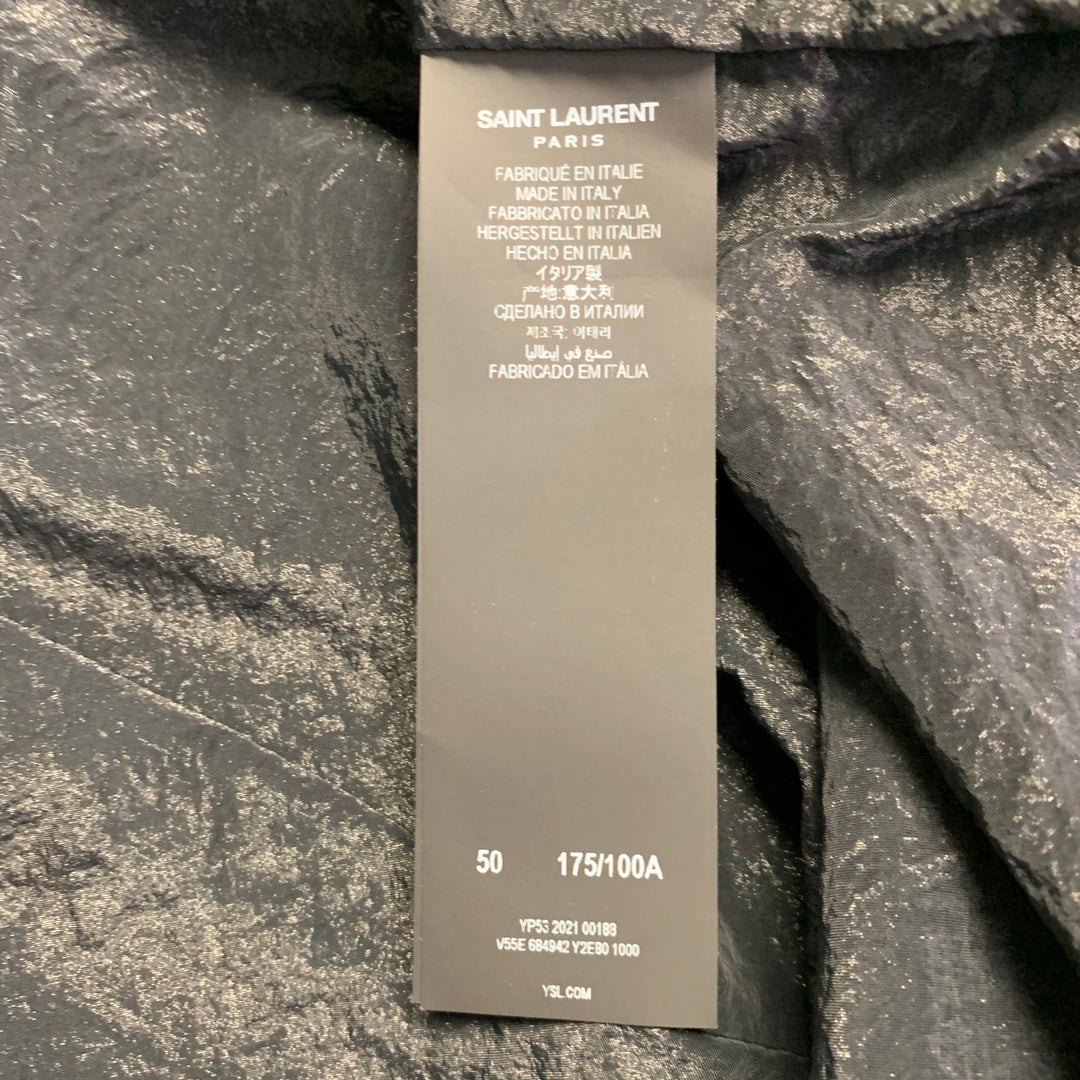 SAINT LAURENT
PARIS
FABRIQUÉ EN ITALIE
MADE IN ITALY
FABBRICATO IN ITALIA
HERGESTELLT IN ITALIEN
HECHO EN ITALIA
イタリア製
产地:意大利
СДЕЛАНО В ИТАЛИИ
제조국: 이태리
صنع في إيطاليا
FABRICADO EM ITÁLIA
50 175/100A
YP53 2021 00188
V55E 684942 Y2E80 1000
YSL.COM